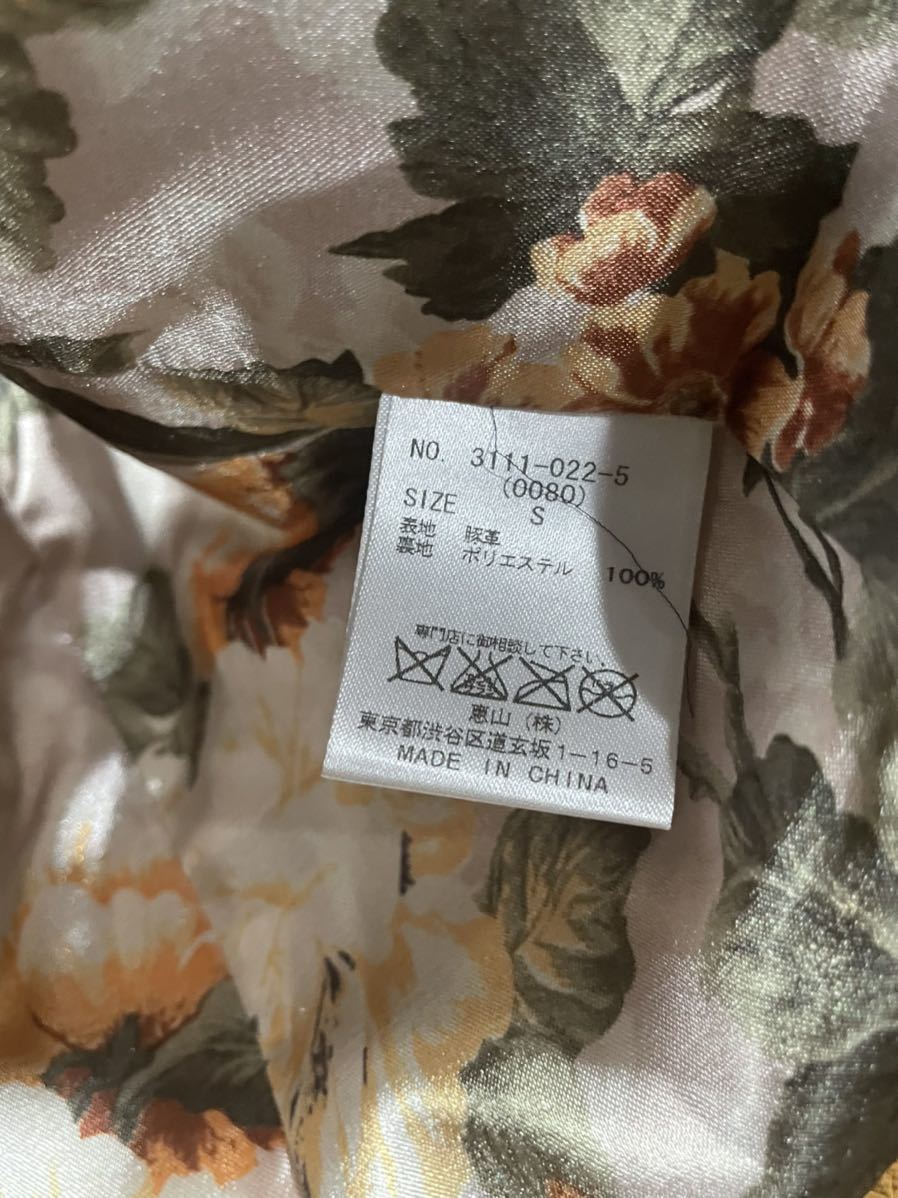 NO. 3111-022-5
(0080)
SIZE S
表地 豚革
裏地 ポリエステル 100%
専門店に御相談して下さい。
恵山（株）
東京都渋谷区道玄坂1-16-5
MADE IN CHINA